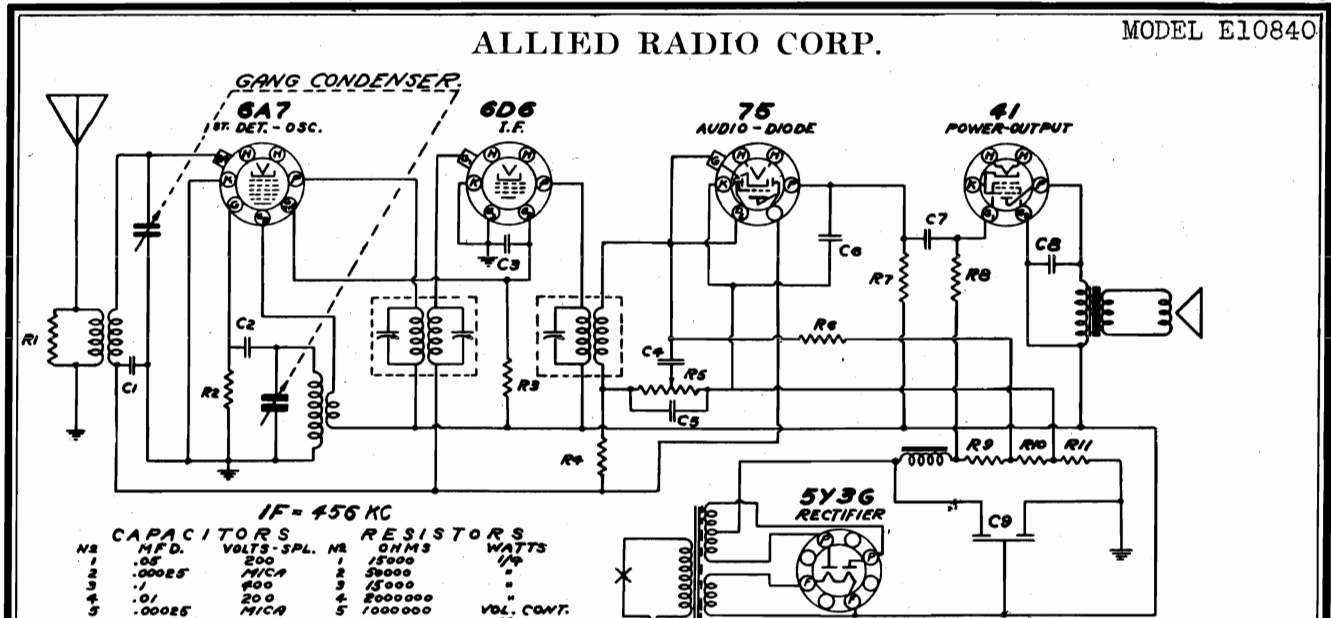 MODEL E10840
ALLIED RADIO CORP.
GANG CONDENSER.
6A7
ST. DET.-OSC.
6D6
I.F.
75
AUDIO-DIODE
41
POWER-OUTPUT
C7
C8
C6
C3
R7
R8
R1
C2
C1
R2
R3
R6
C4
R5
C5
R4
R9
R10
R11
5Y3G
RECTIFIER
C9
IF = 456 KC
CAPACITORS RESISTORS
NO MFD. VOLTS-SPL. NO OHMS WATTS
1 .05 200 1 15000 1/4
2 .00025 MICA 2 50000 "
3 .1 400 3 15000 "
4 .01 200 4 2000000 "
5 .00025 MICA 5 1000000 VOL. CONT.